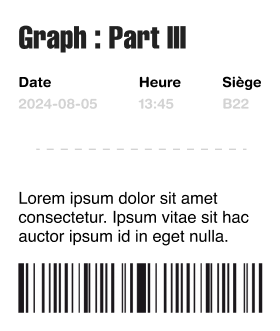 Graph : Part III
Date Heure Siège
2024-08-05 13:45 B22
Lorem ipsum dolor sit amet
consectetur. Ipsum vitae sit hac
auctor ipsum id in eget nulla.